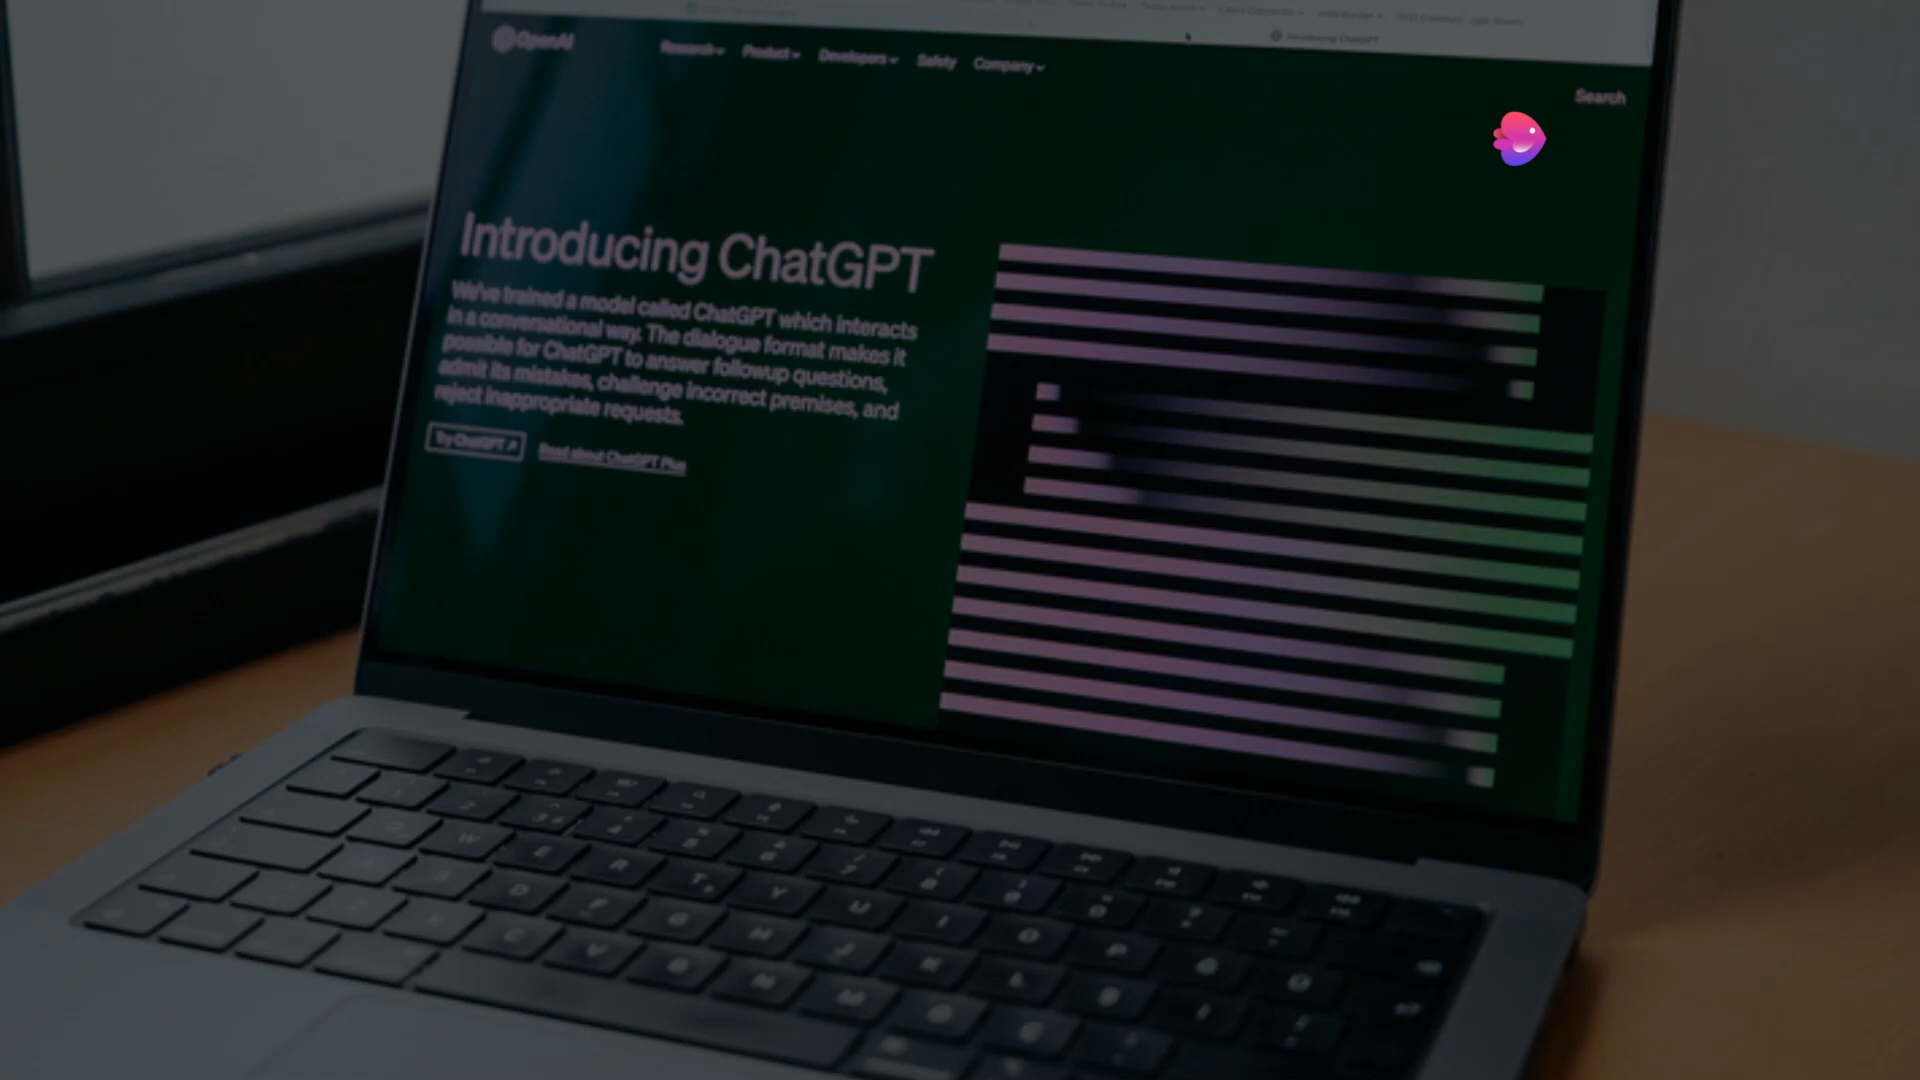 Introducing ChatGPT
OpenAI
Research
Product
Developers
Safety
Company
Search
Introducing ChatGPT
We've trained a model called ChatGPT which interacts
in a conversational way. The dialogue format makes it
possible for ChatGPT to answer followup questions,
admit its mistakes, challenge incorrect premises, and
reject inappropriate requests.
Try ChatGPT ↗
Read about ChatGPT Plus
W E R T Y U I O P
D F G H J K L
C V B N M